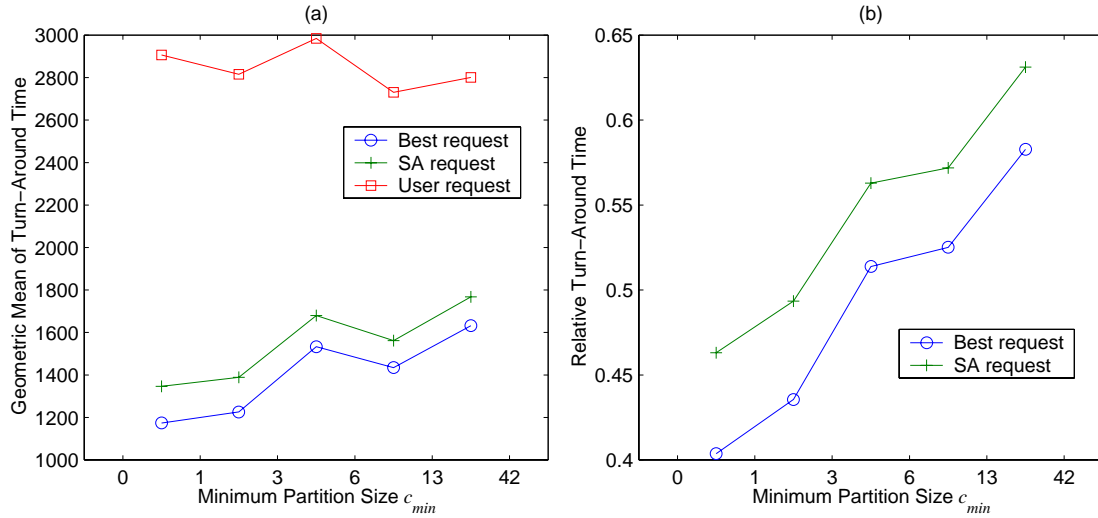 (a)
3000
2800
2600
2400
2200
2000
1800
1600
1400
1200
1000
Geometric Mean of Turn−Around Time
Best request
SA request
User request
0 1 3 6 13 42
Minimum Partition Size c_min
(b)
0.65
0.6
0.55
0.5
0.45
0.4
Relative Turn−Around Time
Best request
SA request
0 1 3 6 13 42
Minimum Partition Size c_min